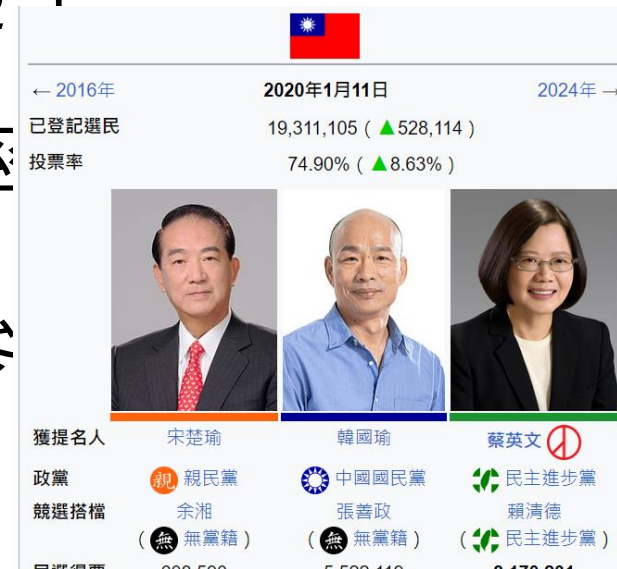 ← 2016年 2020年1月11日 2024年 →
已登記選民 19,311,105 ( ▲528,114 )
投票率 74.90% ( ▲8.63% )
獲提名人 宋楚瑜 韓國瑜 蔡英文
政黨 親 親民黨 中國國民黨 民主進步黨
競選搭檔 余湘 張善政 賴清德
( 無 無黨籍 ) ( 無 無黨籍 ) ( 民主進步黨 )